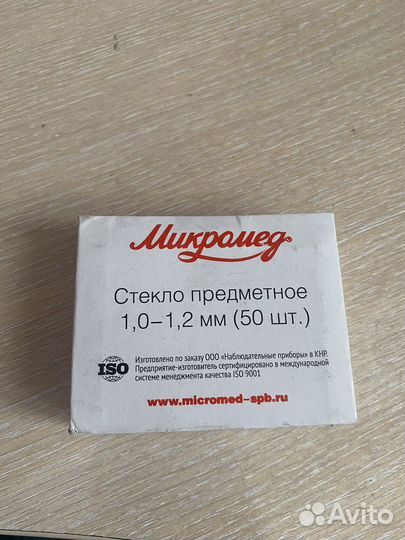 Микромед®
Стекло предметное
1,0–1,2 мм (50 шт.)
ISO
Изготовлено по заказу ООО «Наблюдательные приборы» в КНР.
Предприятие-изготовитель сертифицировано в международной
системе менеджмента качества ISO 9001
www.micromed-spb.ru
Avito